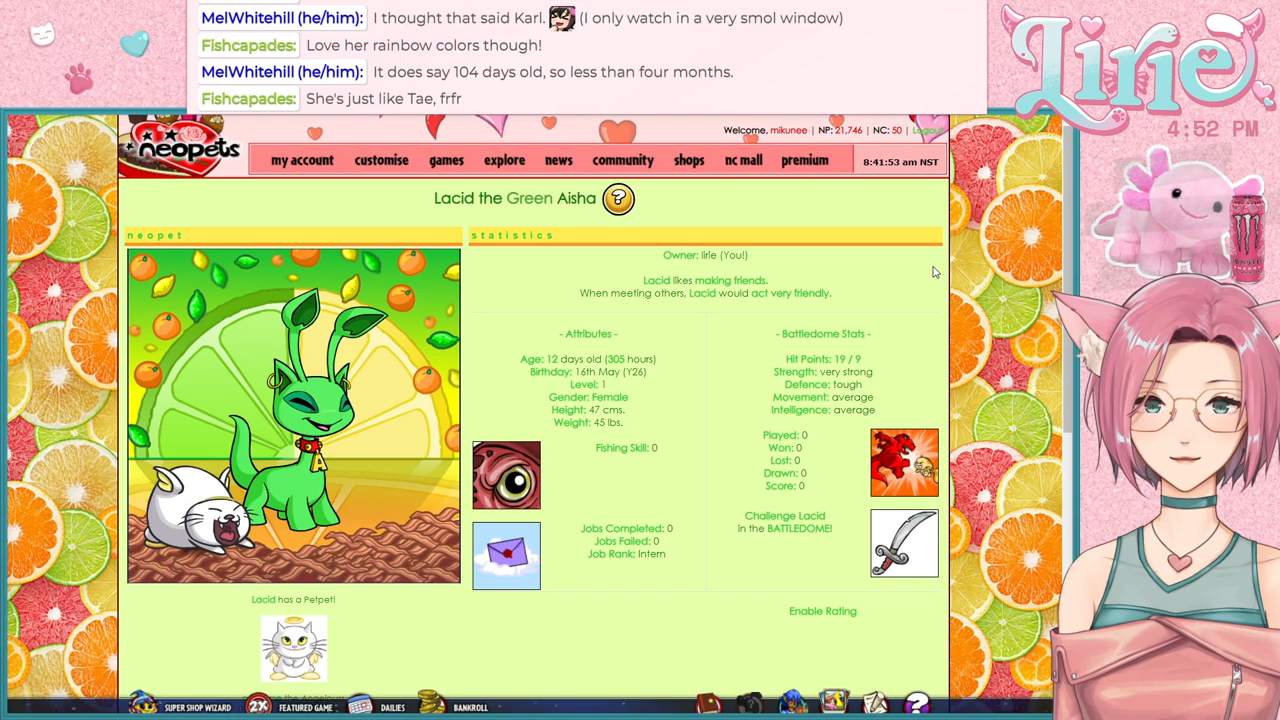 MelWhitehill (he/him): I thought that said Karl. (I only watch in a very smol window)
Fishcapades: Love her rainbow colors though!
MelWhitehill (he/him): It does say 104 days old, so less than four months.
Fishcapades: She's just like Tae, frfr
Lirie
4:52 PM
neopets
Welcome, mikunee | NP: 21,746 | NC: 50 | Logout
my account customise games explore news community shops nc mall premium
8:41:53 am NST
Lacid the Green Aisha
neopet
statistics
Owner: lirle (You!)
Lacid likes making friends.
When meeting others, Lacid would act very friendly.
- Attributes -
Age: 12 days old (305 hours)
Birthday: 16th May (Y26)
Level: 1
Gender: Female
Height: 47 cms.
Weight: 45 lbs.
Fishing Skill: 0
Jobs Completed: 0
Jobs Failed: 0
Job Rank: Intern
- Battledome Stats -
Hit Points: 19 / 9
Strength: very strong
Defence: tough
Movement: average
Intelligence: average
Played: 0
Won: 0
Lost: 0
Drawn: 0
Score: 0
Challenge Lacid
in the BATTLEDOME!
Enable Rating
Lacid has a Petpet!
SUPER SHOP WIZARD
2X FEATURED GAME
DAILIES
BANKROLL